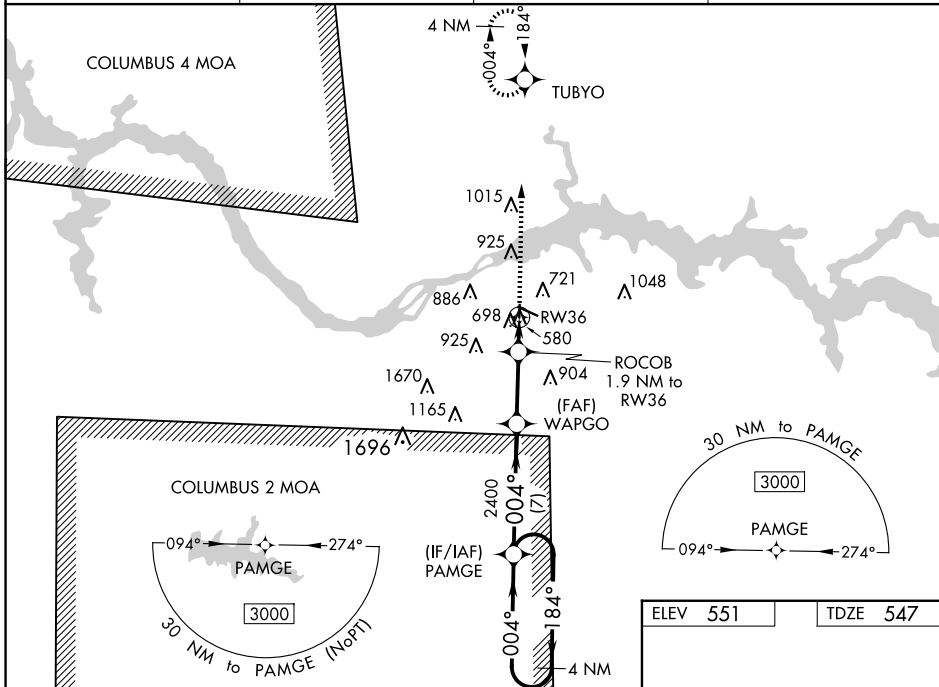 4 NM
184°
004°
COLUMBUS 4 MOA
TUBYO
1015
925
886
721
1048
698
RW36
580
925
ROCOB
1.9 NM to
RW36
904
1670
1165
(FAF)
WAPGO
1696
COLUMBUS 2 MOA
2400
004°
(7)
30 NM to PAMGE
3000
PAMGE
094°
274°
094°
274°
PAMGE
3000
30 NM to PAMGE (NoPT)
(IF/IAF)
PAMGE
004°
184°
4 NM
ELEV 551
TDZE 547